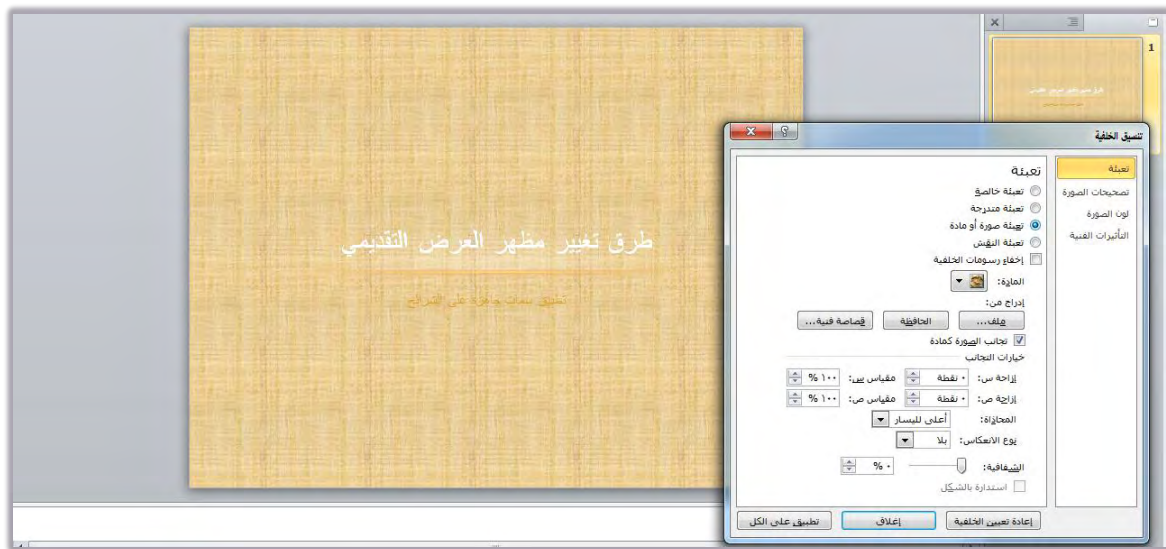 1
طرق تغيير مظهر العرض التقديمي
تطبيق سمات جاهزة على الشرائح
تنسيق الخلفية
تعبئة
تصحيحات الصورة
لون الصورة
التأثيرات الفنية
تعبئة
تعبئة خالصة
تعبئة متدرجة
تعبئة صورة أو مادة
تعبئة النقش
إخفاء رسومات الخلفية
المادة:
إدراج من:
ملف... الحافظة قصاصة فنية...
تجانب الصورة كمادة
خيارات التجانب
إزاحة س: ٠ نقطة مقياس س: ١٠٠ %
إزاحة ص: ٠ نقطة مقياس ص: ١٠٠ %
المحاذاة: أعلى لليسار
نوع الانعكاس: بلا
الشفافية: ٠ %
استدارة بالشكل
إعادة تعيين الخلفية إغلاق تطبيق على الكل